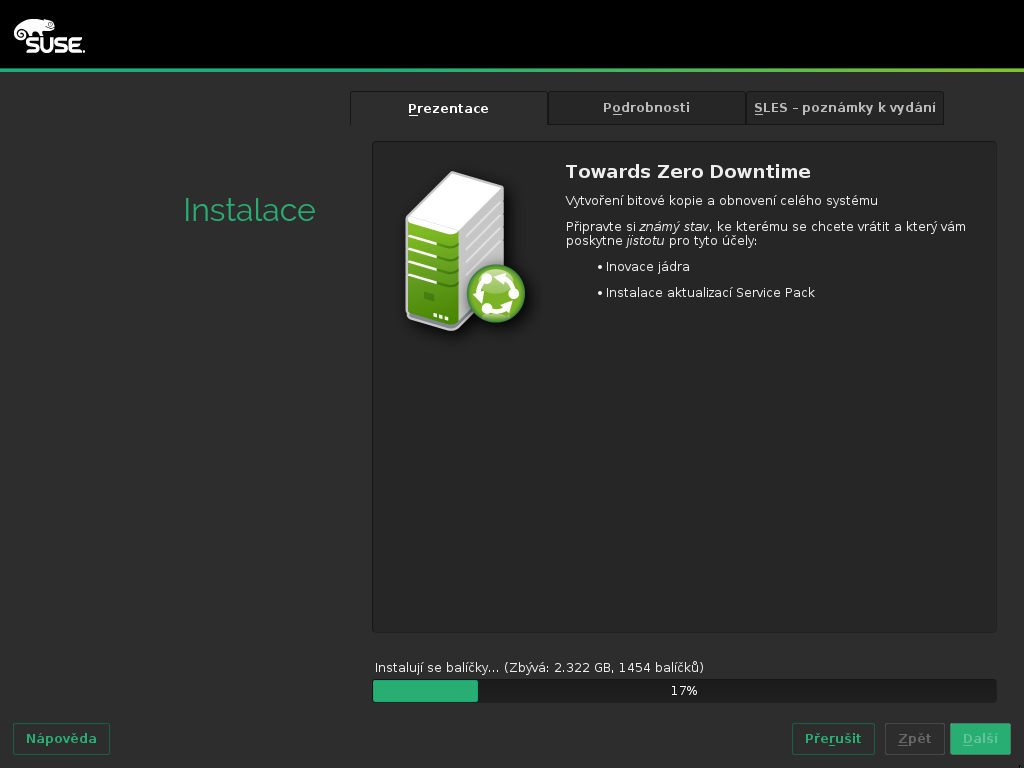 SUSE.
Prezentace
Podrobnosti
SLES – poznámky k vydání
Instalace
Towards Zero Downtime
Vytvoření bitové kopie a obnovení celého systému
Připravte si známý stav, ke kterému se chcete vrátit a který vám
poskytne jistotu pro tyto účely:
• Inovace jádra
• Instalace aktualizací Service Pack
Instalují se balíčky... (Zbývá: 2.322 GB, 1454 balíčků)
17%
Nápověda
Přerušit
Zpět
Další